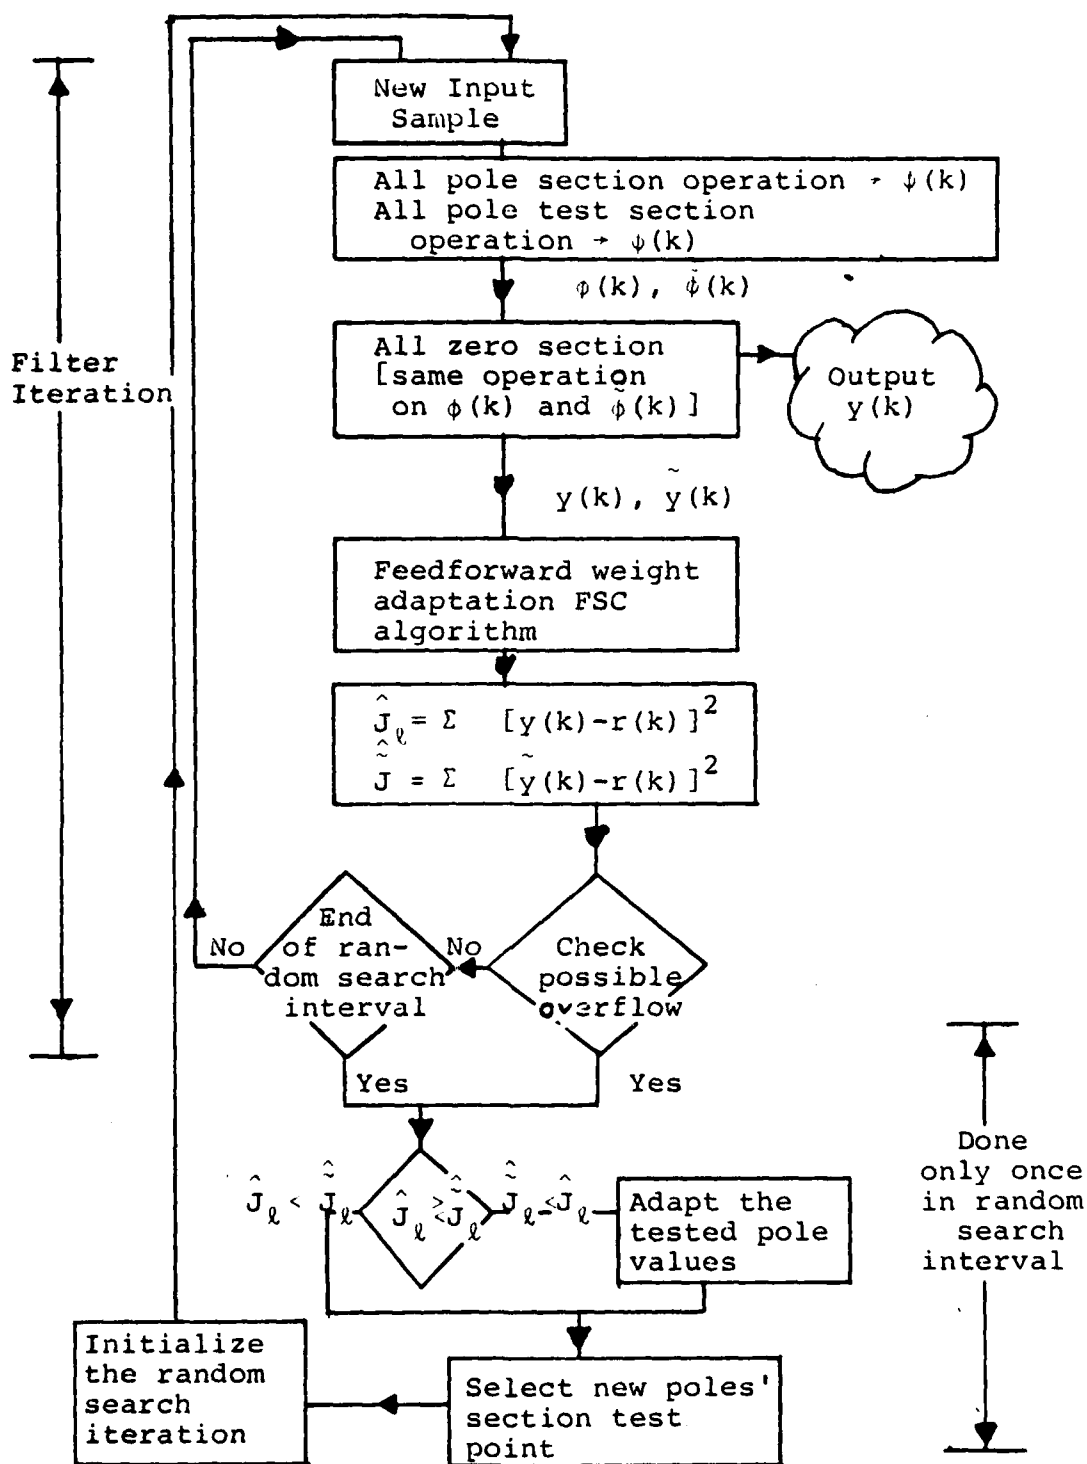 New Input
Sample
All pole section operation → ϕ(k)
All pole test section
operation → ϕ(k)
ϕ(k), ϕ̃(k)
Filter
Iteration
All zero section
[same operation
on ϕ(k) and ϕ̃(k)]
Output
y(k)
y(k), ỹ(k)
Feedforward weight
adaptation FSC
algorithm
Ĵ_ℓ = Σ [y(k)-r(k)]²
J̃̂ = Σ [ỹ(k)-r(k)]²
End
of ran-
dom search
interval
No
No
Check
possible
overflow
Yes
Yes
Ĵ_ℓ < J̃̂_ℓ
Ĵ_ℓ ≷ J̃̂_ℓ
J̃̂_ℓ < Ĵ_ℓ
Adapt the
tested pole
values
Done
only once
in random
search
interval
Initialize
the random
search
iteration
Select new poles'
section test
point